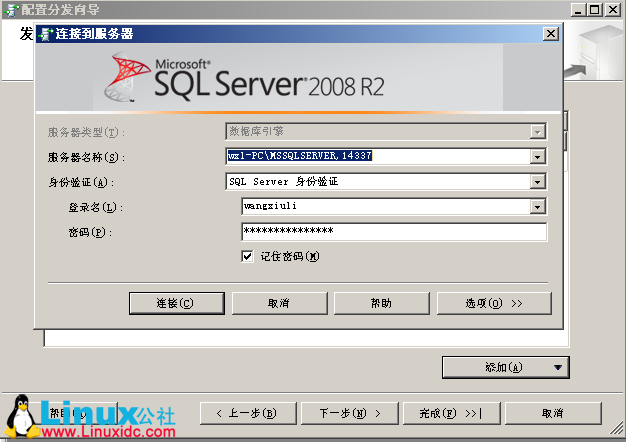 配置分发向导
发
连接到服务器
Microsoft®
SQL Server® 2008 R2
服务器类型(T):
数据库引擎
服务器名称(S):
wxl-PC\MSSQLSERVER,14337
身份验证(A):
SQL Server 身份验证
登录名(L):
wangxiuli
密码(P):
***************
记住密码(M)
连接(C)
取消
帮助
选项(O) >>
添加(A)
帮助
< 上一步(B)
下一步(N) >
完成(F) >>|
取消
Linux公社
www.Linuxidc.com